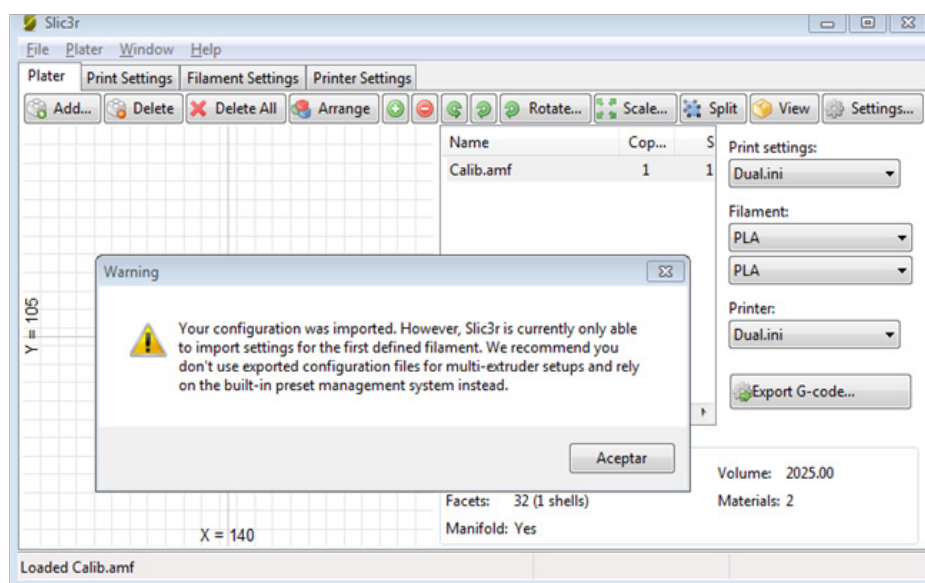 Slic3r
File Plater Window Help
Plater Print Settings Filament Settings Printer Settings
Add... Delete Delete All Arrange Rotate... Scale... Split View Settings...
Name Cop... S
Calib.amf 1 1
Print settings:
Dual.ini
Filament:
PLA
PLA
Printer:
Dual.ini
Export G-code...
Y = 105
X = 140
Warning
Your configuration was imported. However, Slic3r is currently only able
to import settings for the first defined filament. We recommend you
don't use exported configuration files for multi-extruder setups and rely
on the built-in preset management system instead.
Aceptar
Volume: 2025.00
Facets: 32 (1 shells) Materials: 2
Manifold: Yes
Loaded Calib.amf